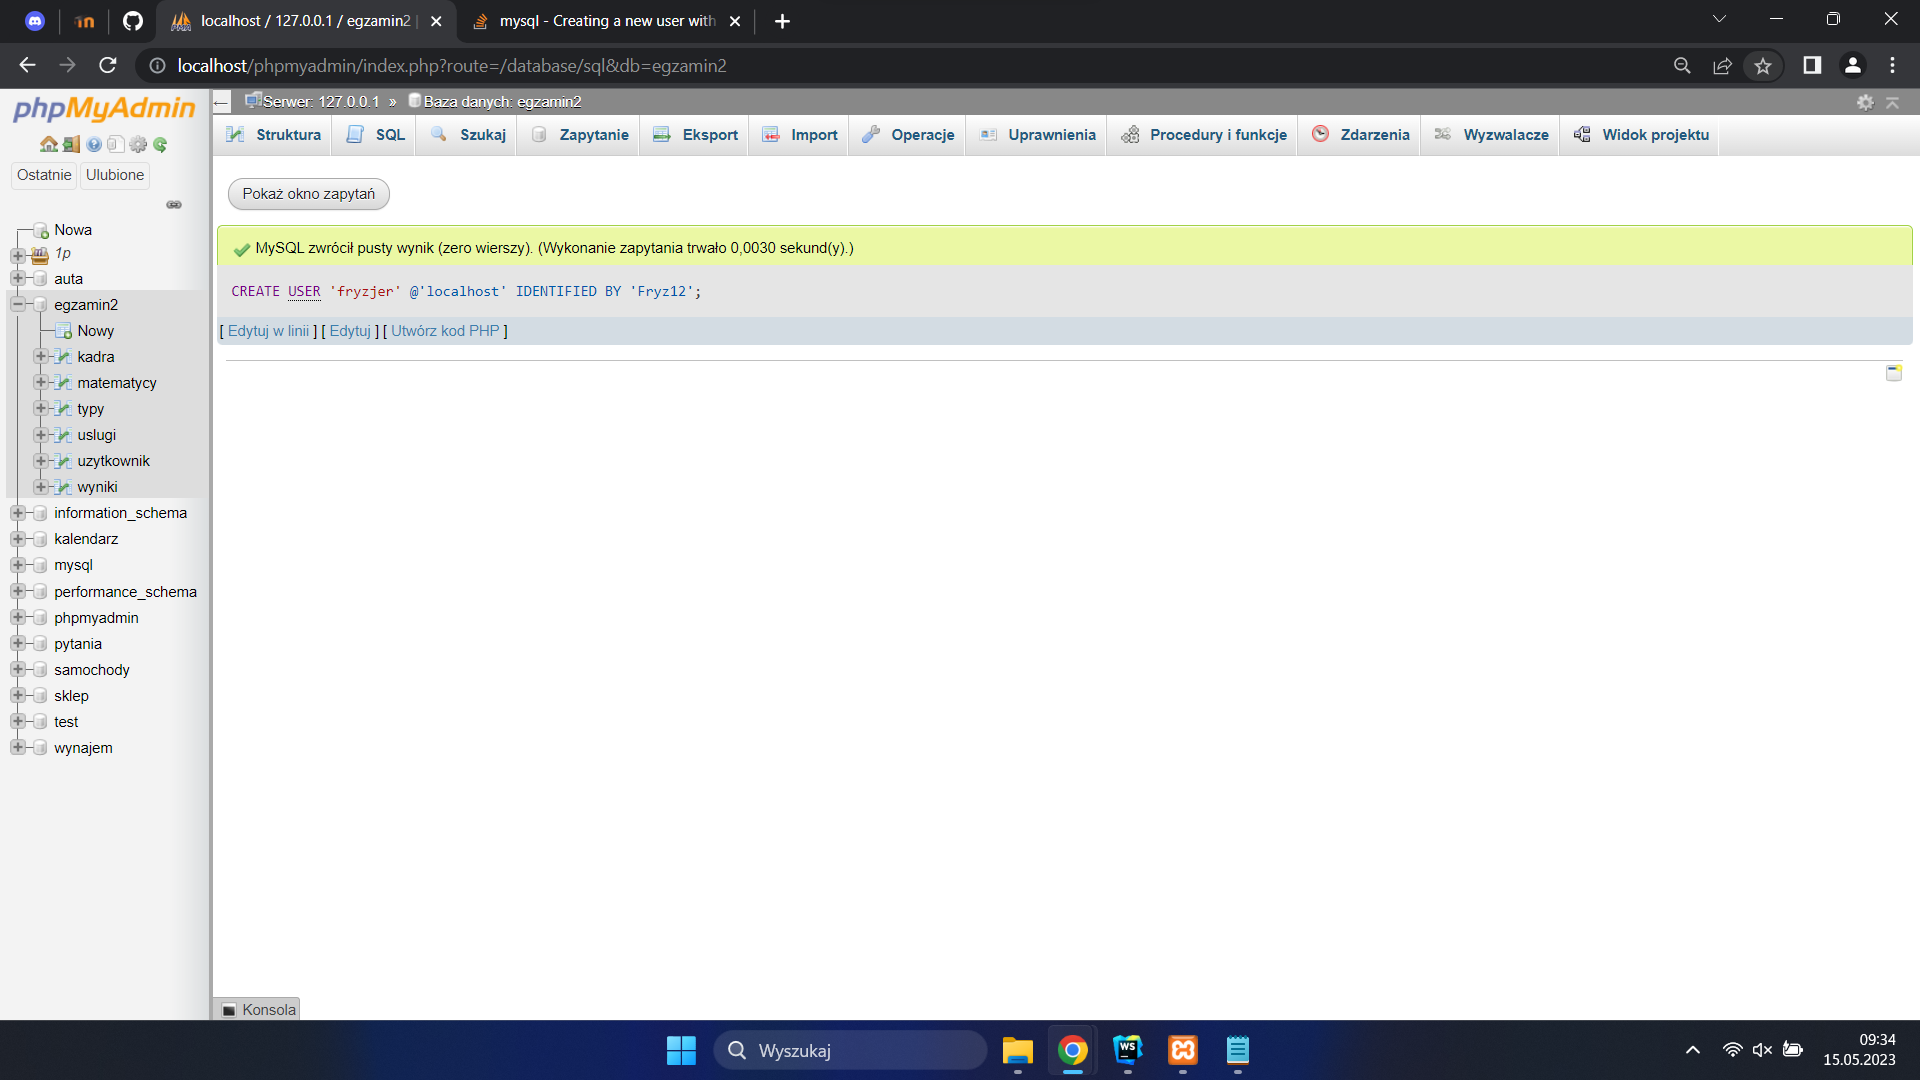 localhost / 127.0.0.1 / egzamin2 |
mysql - Creating a new user with
localhost/phpmyadmin/index.php?route=/database/sql&db=egzamin2
phpMyAdmin
Ostatnie
Ulubione
Nowa
1p
auta
egzamin2
Nowy
kadra
matematycy
typy
uslugi
uzytkownik
wyniki
information_schema
kalendarz
mysql
performance_schema
phpmyadmin
pytania
samochody
sklep
test
wynajem
Serwer: 127.0.0.1 » Baza danych: egzamin2
Struktura
SQL
Szukaj
Zapytanie
Eksport
Import
Operacje
Uprawnienia
Procedury i funkcje
Zdarzenia
Wyzwalacze
Widok projektu
Pokaż okno zapytań
MySQL zwrócił pusty wynik (zero wierszy). (Wykonanie zapytania trwało 0,0030 sekund(y).)
CREATE USER 'fryzjer' @'localhost' IDENTIFIED BY 'Fryz12';
[ Edytuj w linii ] [ Edytuj ] [ Utwórz kod PHP ]
Konsola
Wyszukaj
WS
09:34
15.05.2023